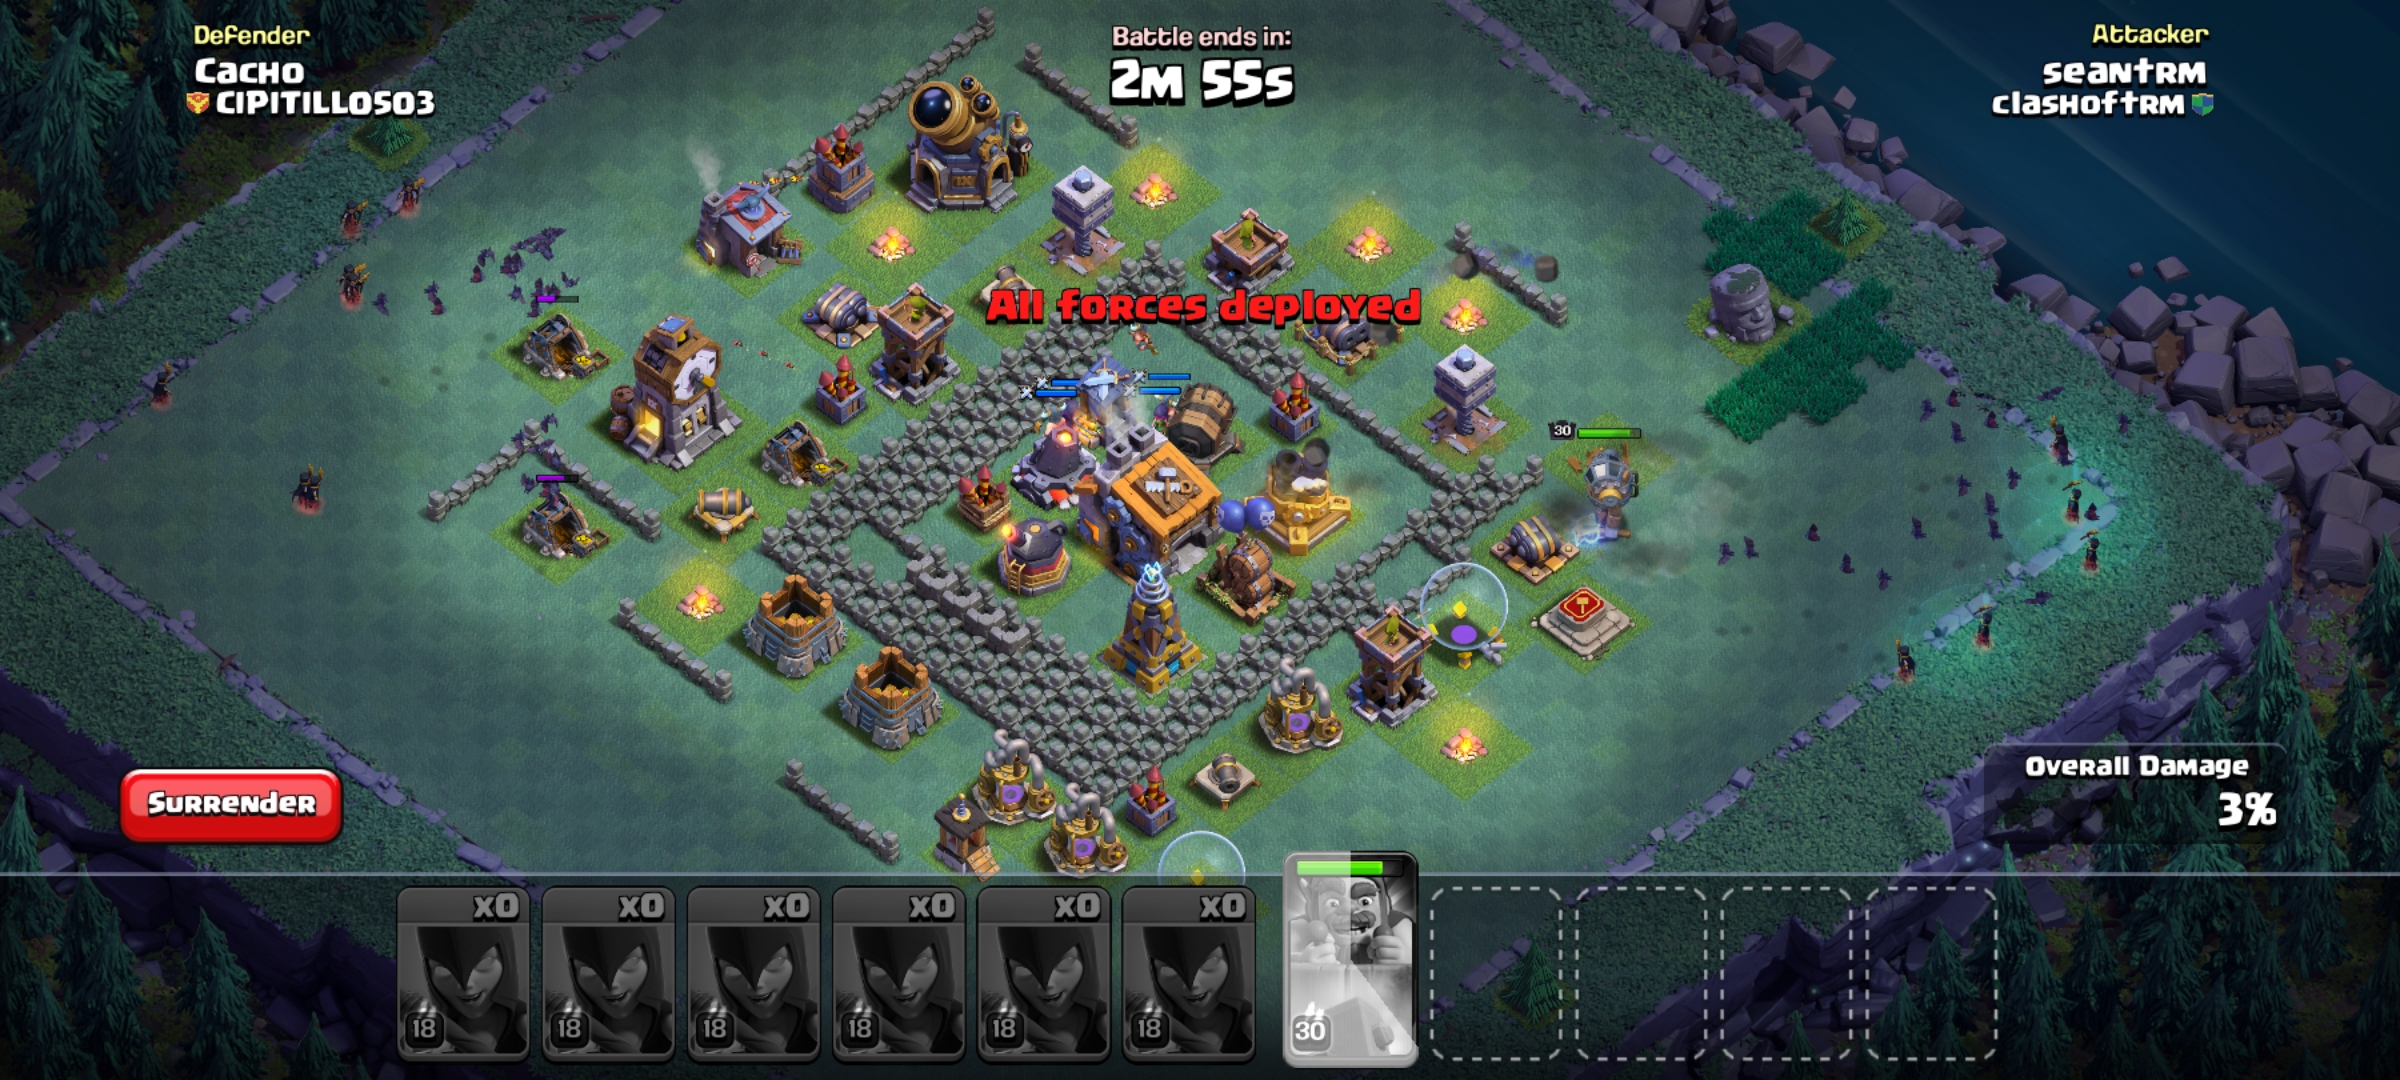 Defender
Cacho
CIPITILLOS03
Battle ends in:
2M 55s
Attacker
seantRM
clashoftRM
All forces deployed
30
Surrender
Overall Damage
3%
x0
x0
x0
x0
x0
x0
18
18
18
18
18
18
30